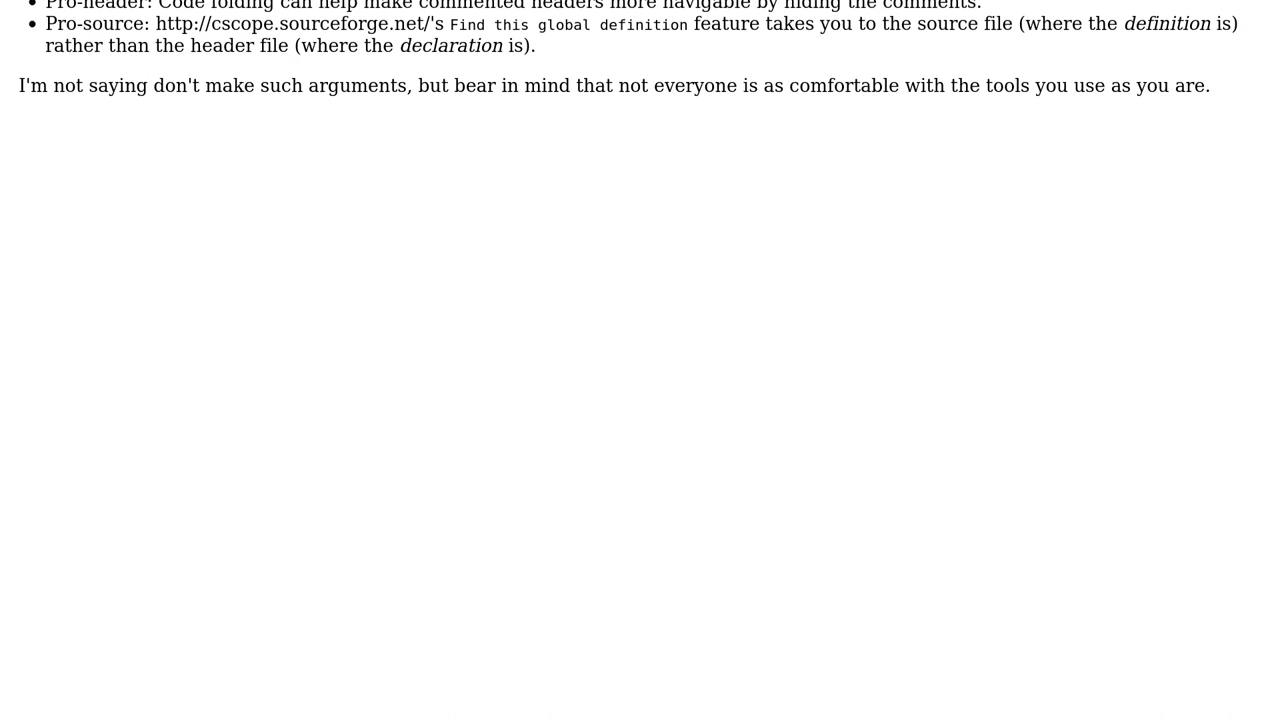 Pro-header: Code folding can help make commented headers more navigable by hiding the comments.
Pro-source: http://cscope.sourceforge.net/'s Find this global definition feature takes you to the source file (where the definition is)
rather than the header file (where the declaration is).
I'm not saying don't make such arguments, but bear in mind that not everyone is as comfortable with the tools you use as you are.